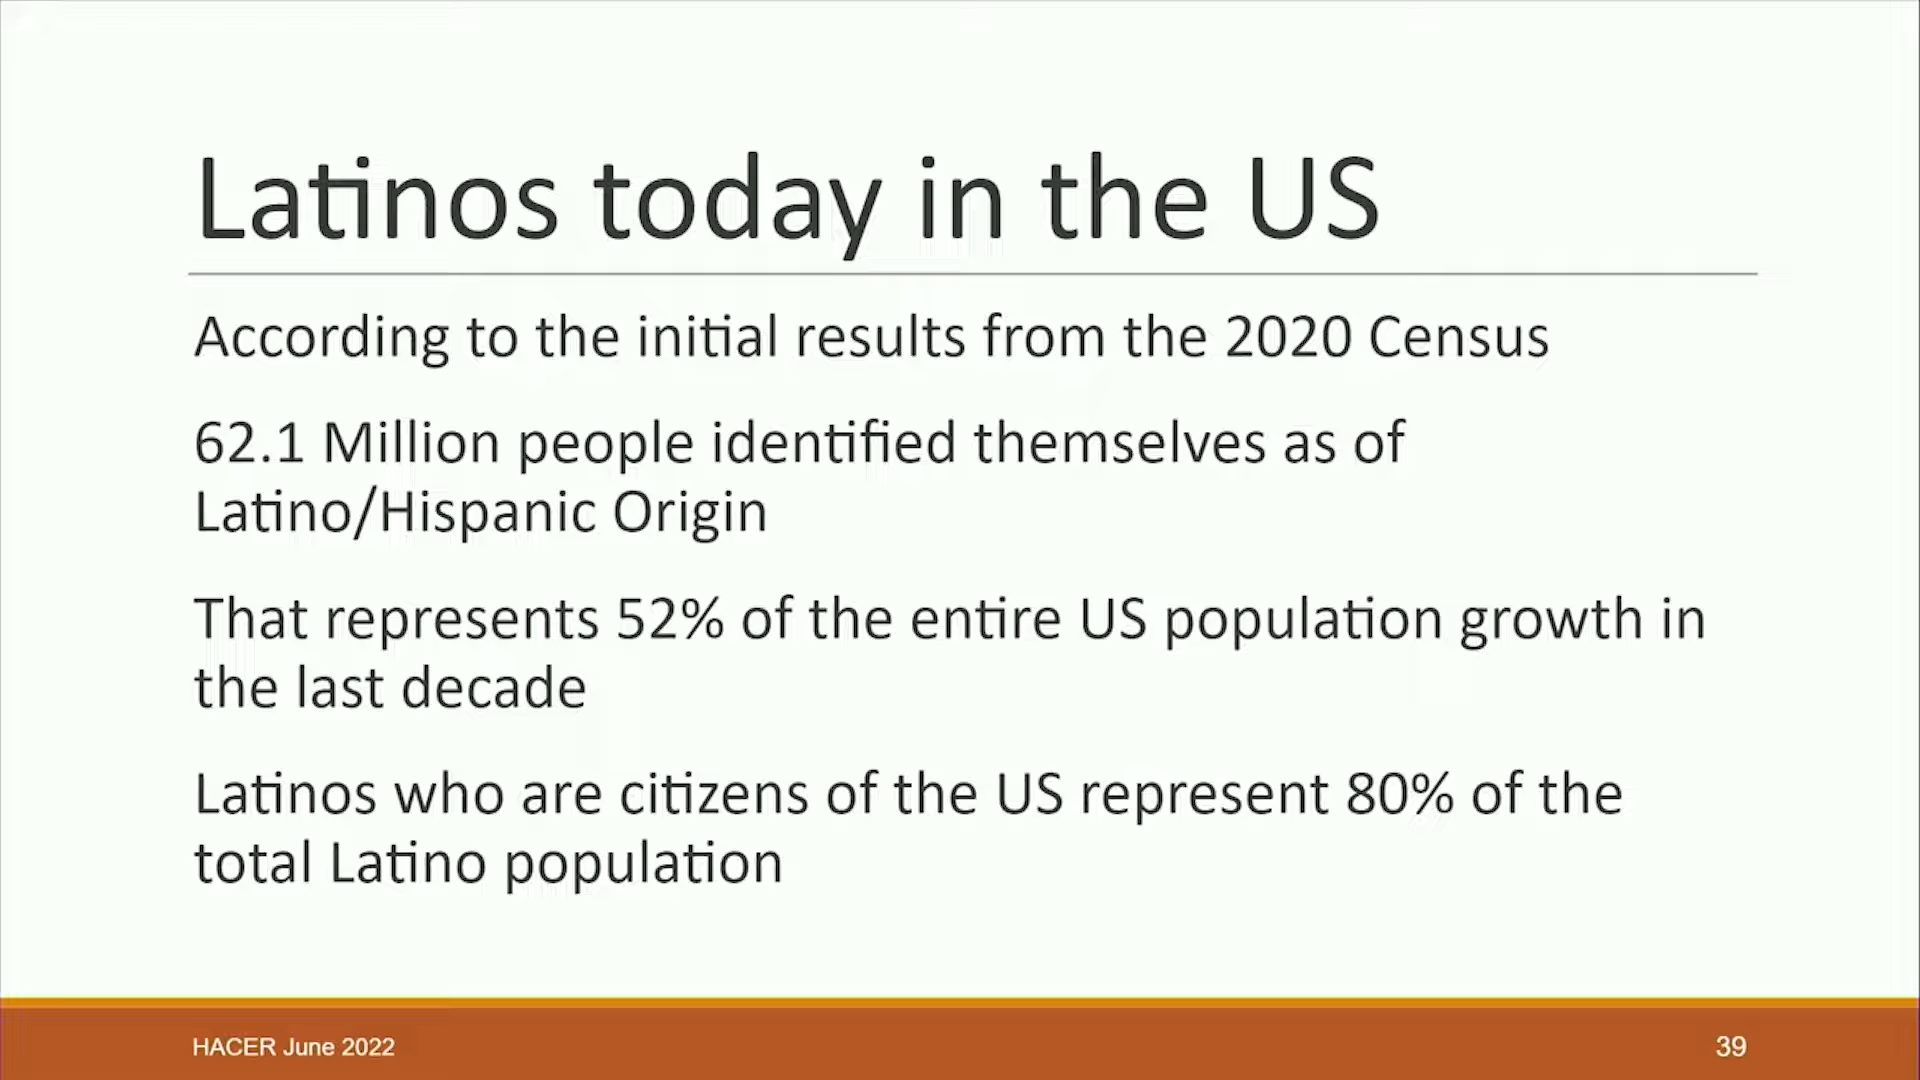 Latinos today in the US
According to the initial results from the 2020 Census
62.1 Million people identified themselves as of
Latino/Hispanic Origin
That represents 52% of the entire US population growth in
the last decade
Latinos who are citizens of the US represent 80% of the
total Latino population
HACER June 2022
39